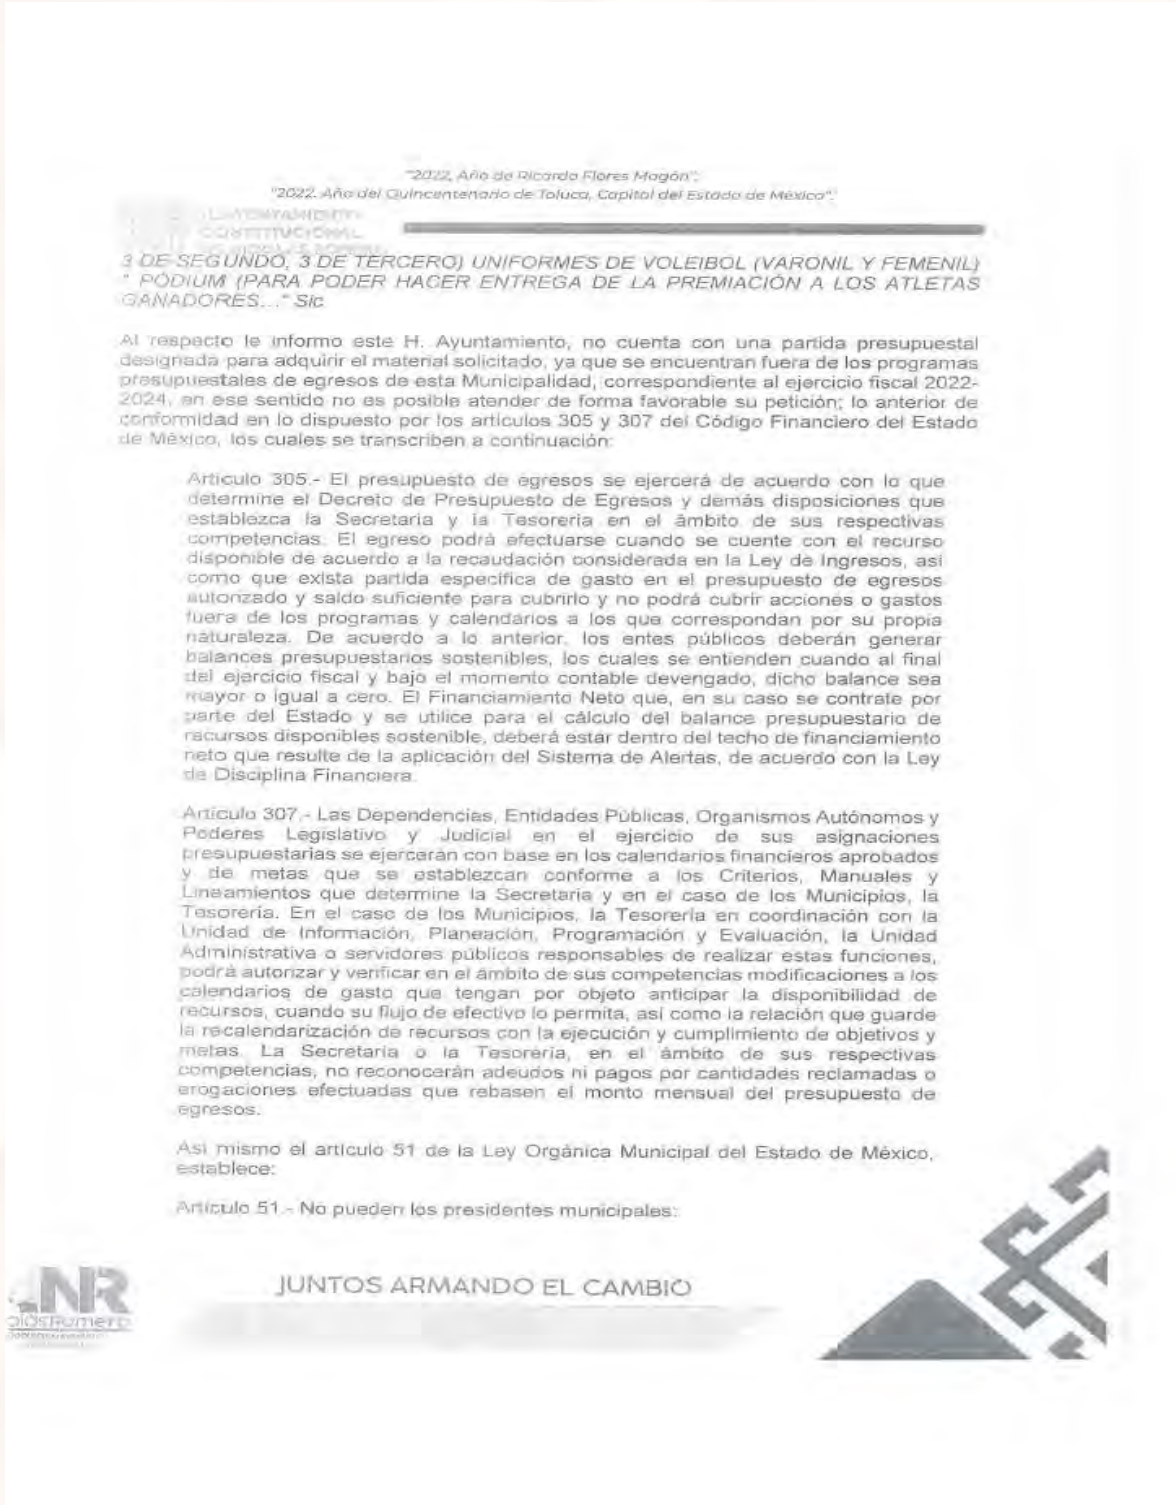 "2022, Año de Ricardo Flores Magón".
"2022. Año del Quincentenario de Toluca, Capital del Estado de México".
AYUNTAMIENTO
CONSTITUCIONAL
3 DE SEGUNDO, 3 DE TERCERO) UNIFORMES DE VOLEIBOL (VARONIL Y FEMENIL)
" PÓDIUM (PARA PODER HACER ENTREGA DE LA PREMIACIÓN A LOS ATLETAS
GANADORES..." Sic
Al respecto le informo este H. Ayuntamiento, no cuenta con una partida presupuestal
designada para adquirir el material solicitado, ya que se encuentran fuera de los programas
presupuestales de egresos de esta Municipalidad, correspondiente al ejercicio fiscal 2022-
2024, en ese sentido no es posible atender de forma favorable su petición; lo anterior de
conformidad en lo dispuesto por los artículos 305 y 307 del Código Financiero del Estado
de México, los cuales se transcriben a continuación:
Artículo 305.- El presupuesto de egresos se ejercerá de acuerdo con lo que
determine el Decreto de Presupuesto de Egresos y demás disposiciones que
establezca la Secretaría y la Tesorería en el ámbito de sus respectivas
competencias. El egreso podrá efectuarse cuando se cuente con el recurso
disponible de acuerdo a la recaudación considerada en la Ley de Ingresos, así
como que exista partida específica de gasto en el presupuesto de egresos
autorizado y saldo suficiente para cubrirlo y no podrá cubrir acciones o gastos
fuera de los programas y calendarios a los que correspondan por su propia
naturaleza. De acuerdo a lo anterior, los entes públicos deberán generar
balances presupuestarios sostenibles, los cuales se entienden cuando al final
del ejercicio fiscal y bajo el momento contable devengado, dicho balance sea
mayor o igual a cero. El Financiamiento Neto que, en su caso se contrate por
parte del Estado y se utilice para el cálculo del balance presupuestario de
recursos disponibles sostenible, deberá estar dentro del techo de financiamiento
neto que resulte de la aplicación del Sistema de Alertas, de acuerdo con la Ley
de Disciplina Financiera.
Artículo 307.- Las Dependencias, Entidades Públicas, Organismos Autónomos y
Poderes Legislativo y Judicial en el ejercicio de sus asignaciones
presupuestarias se ejercerán con base en los calendarios financieros aprobados
y de metas que se establezcan conforme a los Criterios, Manuales y
Lineamientos que determine la Secretaría y en el caso de los Municipios, la
Tesorería. En el caso de los Municipios, la Tesorería en coordinación con la
Unidad de Información, Planeación, Programación y Evaluación, la Unidad
Administrativa o servidores públicos responsables de realizar estas funciones,
podrá autorizar y verificar en el ámbito de sus competencias modificaciones a los
calendarios de gasto que tengan por objeto anticipar la disponibilidad de
recursos, cuando su flujo de efectivo lo permita, así como la relación que guarde
la recalendarización de recursos con la ejecución y cumplimiento de objetivos y
metas. La Secretaría o la Tesorería, en el ámbito de sus respectivas
competencias, no reconocerán adeudos ni pagos por cantidades reclamadas o
erogaciones efectuadas que rebasen el monto mensual del presupuesto de
egresos.
Así mismo el artículo 51 de la Ley Orgánica Municipal del Estado de México,
establece:
Artículo 51.- No pueden los presidentes municipales:
NR
olásRomero
JUNTOS ARMANDO EL CAMBIO